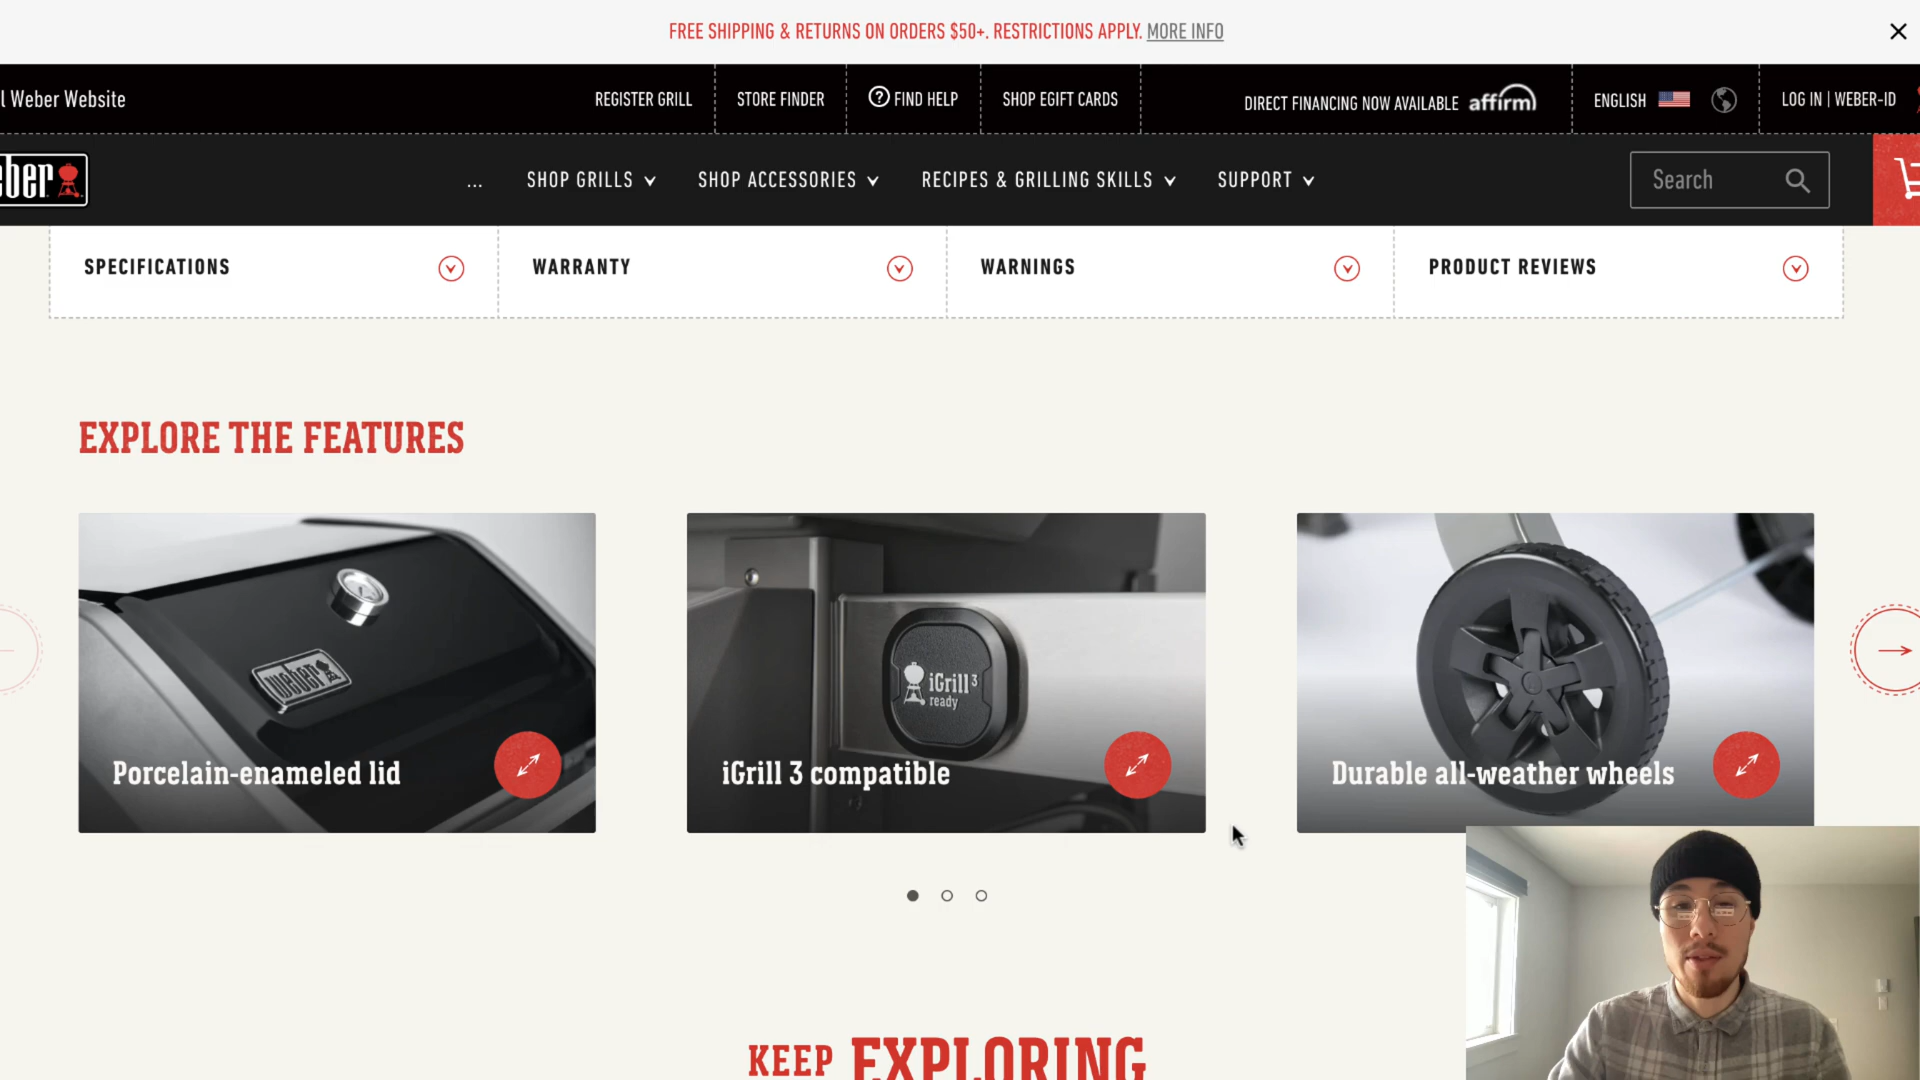 FREE SHIPPING & RETURNS ON ORDERS $50+. RESTRICTIONS APPLY. MORE INFO
l Weber Website
REGISTER GRILL
STORE FINDER
? FIND HELP
SHOP EGIFT CARDS
DIRECT FINANCING NOW AVAILABLE affirm
ENGLISH
LOG IN | WEBER-ID
eber
...
SHOP GRILLS
SHOP ACCESSORIES
RECIPES & GRILLING SKILLS
SUPPORT
Search
SPECIFICATIONS
WARRANTY
WARNINGS
PRODUCT REVIEWS
EXPLORE THE FEATURES
weber
Porcelain-enameled lid
iGrill 3
ready
iGrill 3 compatible
Durable all-weather wheels
KEEP EXPLORING